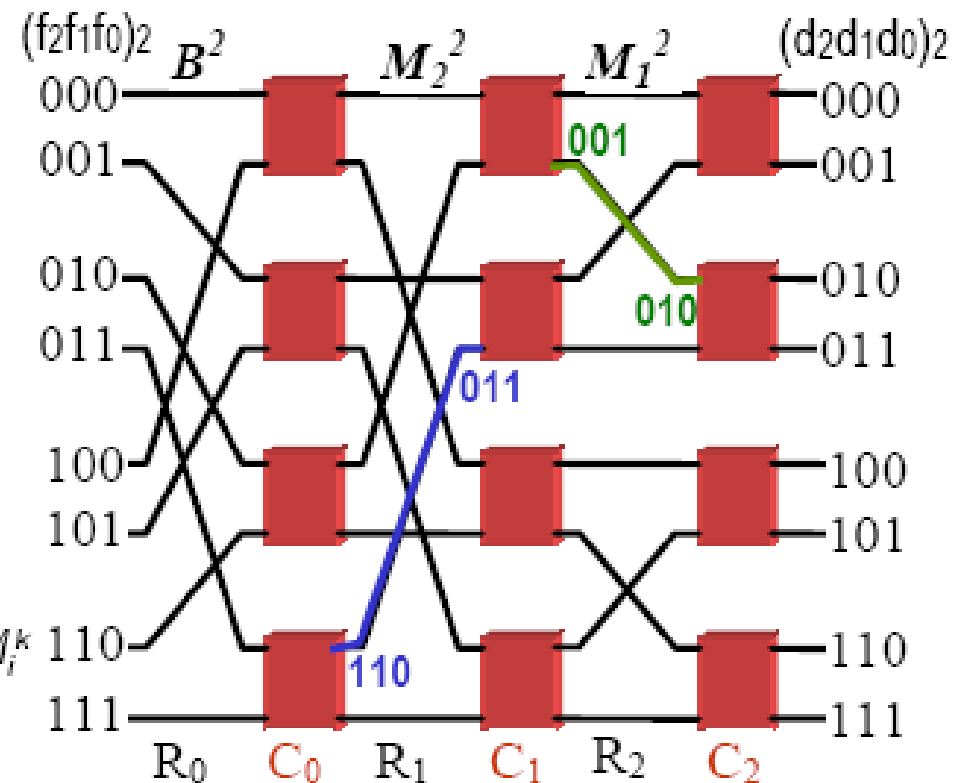 (f₂f₁f₀)₂ B² M₂² M₁² (d₂d₁d₀)₂
000 000
001 001 001
010 010 010
011 011 011
100 100
101 101
110 110 110
111 111
R₀ C₀ R₁ C₁ R₂ C₂